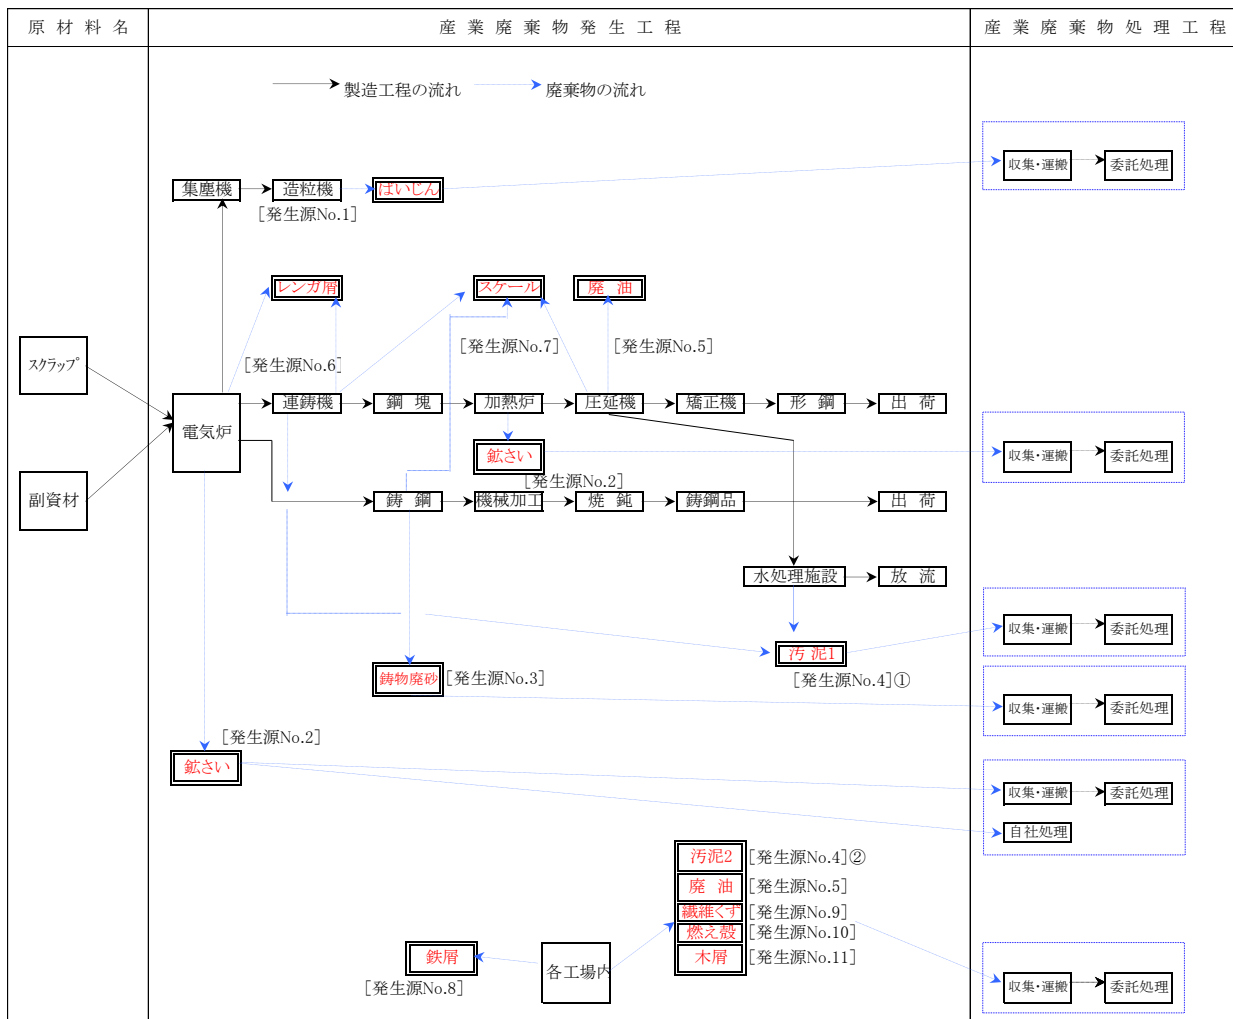 原 材 料 名
産 業 廃 棄 物 発 生 工 程
産 業 廃 棄 物 処 理 工 程
製造工程の流れ
廃棄物の流れ
収集・運搬
委託処理
集塵機
造粒機
ばいじん
[発生源No.1]
レンガ屑
スケール
廃 油
スクラップ
[発生源No.6]
[発生源No.7]
[発生源No.5]
電気炉
連鋳機
鋼 塊
加熱炉
圧延機
矯正機
形 鋼
出 荷
鉱さい
[発生源No.2]
収集・運搬
委託処理
副資材
鋳 鋼
機械加工
焼 鈍
鋳鋼品
出 荷
水処理施設
放 流
汚 泥1
[発生源No.4]①
収集・運搬
委託処理
鋳物廃砂
[発生源No.3]
収集・運搬
委託処理
[発生源No.2]
鉱さい
収集・運搬
委託処理
自社処理
汚泥2
[発生源No.4]②
廃 油
[発生源No.5]
繊維くず
[発生源No.9]
燃え殻
[発生源No.10]
木屑
[発生源No.11]
鉄屑
[発生源No.8]
各工場内
収集・運搬
委託処理